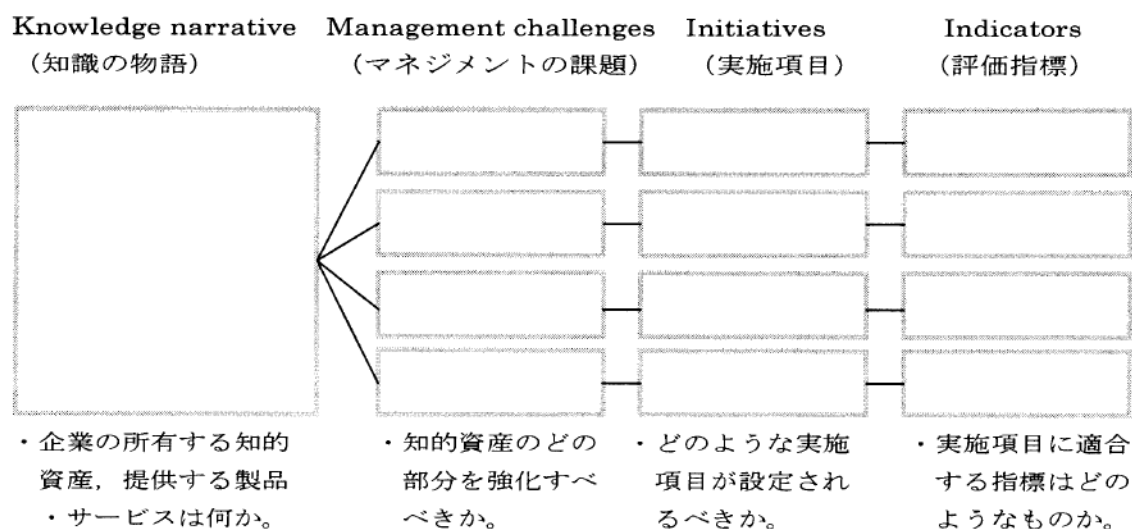 Knowledge narrative
（知識の物語）
Management challenges
（マネジメントの課題）
Initiatives
（実施項目）
Indicators
（評価指標）
・企業の所有する知的
資産，提供する製品
・サービスは何か。
・知的資産のどの
部分を強化すべ
べきか。
・どのような実施
項目が設定され
るべきか。
・実施項目に適合
する指標はどの
ようなものか。